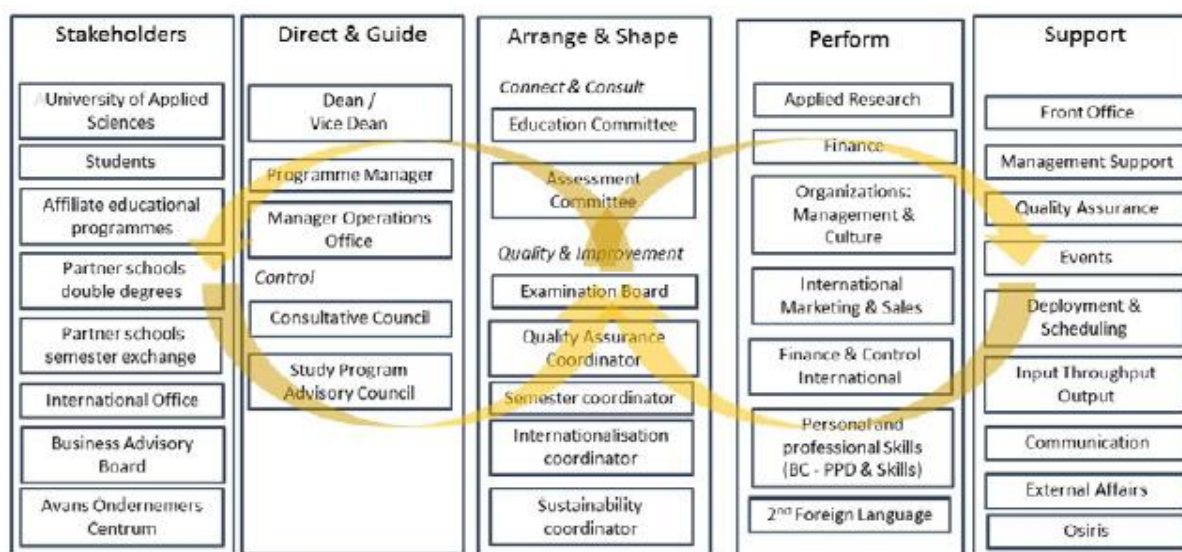 Stakeholders
University of Applied
Sciences
Students
Affiliate educational
programmes
Partner schools
double degrees
Partner schools
semester exchange
International Office
Business Advisory
Board
Avans Ondernemers
Centrum
Direct & Guide
Dean /
Vice Dean
Programme Manager
Manager Operations
Office
Control
Consultative Council
Study Program
Advisory Council
Arrange & Shape
Connect & Consult
Education Committee
Assessment
Committee
Quality & Improvement
Examination Board
Quality Assurance
Coordinator
Semester coordinator
Internationalisation
coordinator
Sustainability
coordinator
Perform
Applied Research
Finance
Organizations:
Management &
Culture
International
Marketing & Sales
Finance & Control
International
Personal and
professional Skills
(BC - PPD & Skills)
2nd Foreign Language
Support
Front Office
Management Support
Quality Assurance
Events
Deployment &
Scheduling
Input Throughput
Output
Communication
External Affairs
Osiris